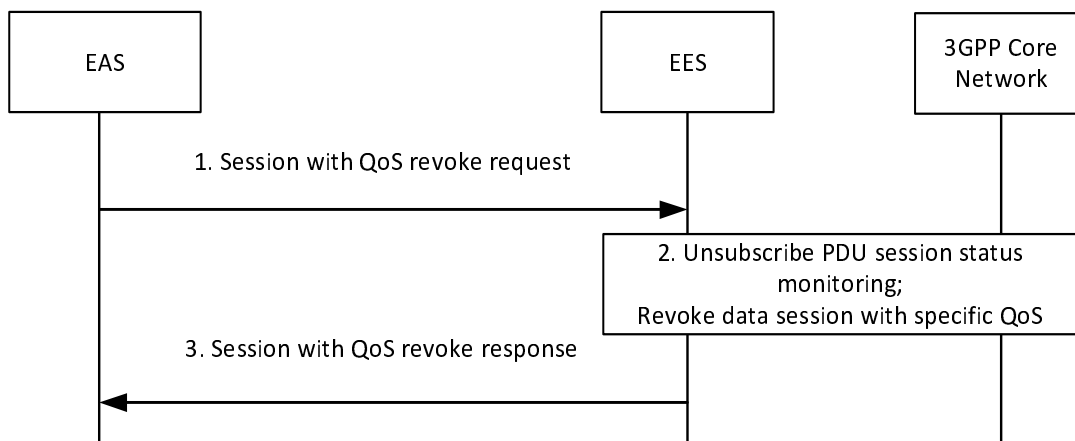 EAS
EES
3GPP Core
Network
1. Session with QoS revoke request
2. Unsubscribe PDU session status
monitoring;
Revoke data session with specific QoS
3. Session with QoS revoke response